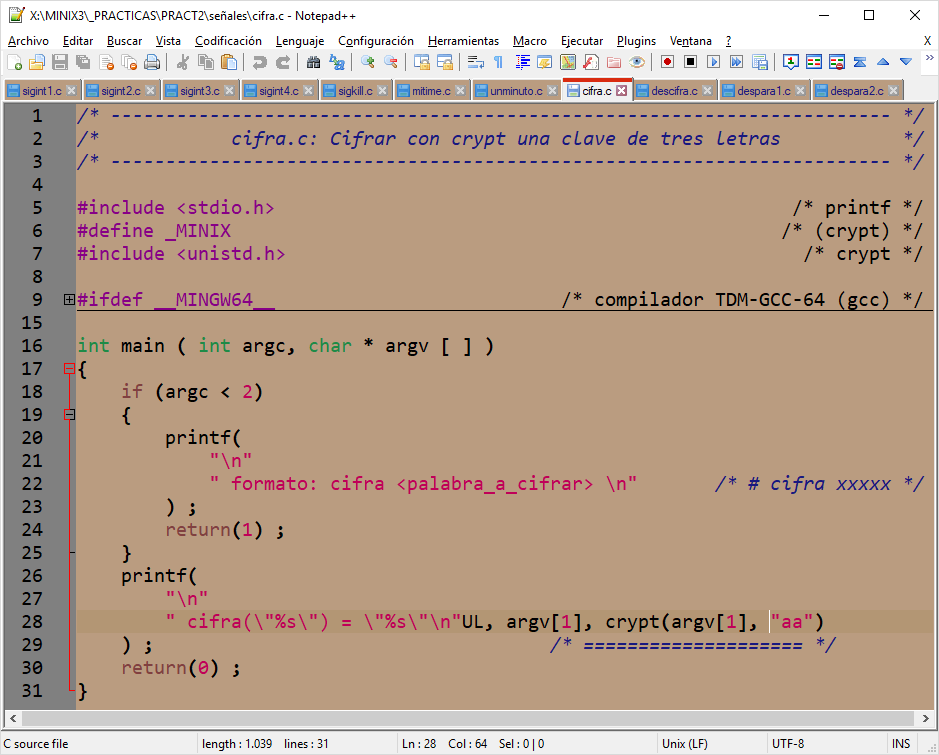 X:\MINIX3\_PRACTICAS\PRACT2\señales\cifra.c - Notepad++
Archivo Editar Buscar Vista Codificación Lenguaje Configuración Herramientas Macro Ejecutar Plugins Ventana ? X
sigint1.c sigint2.c sigint3.c sigint4.c sigkill.c mitime.c unminuto.c cifra.c descifra.c despara1.c despara2.c
1 /* ----------------------------------------------------------------------- */
2 /* cifra.c: Cifrar con crypt una clave de tres letras */
3 /* ----------------------------------------------------------------------- */
4
5 #include <stdio.h> /* printf */
6 #define _MINIX /* (crypt) */
7 #include <unistd.h> /* crypt */
8
9 #ifdef __MINGW64__ /* compilador TDM-GCC-64 (gcc) */
15
16 int main ( int argc, char * argv [ ] )
17 {
18 if (argc < 2)
19 {
20 printf(
21 "\n"
22 " formato: cifra <palabra_a_cifrar> \n" /* # cifra xxxxx */
23 ) ;
24 return(1) ;
25 }
26 printf(
27 "\n"
28 " cifra(\"%s\") = \"%s\"\n"UL, argv[1], crypt(argv[1], "aa")
29 ) ; /* ==================== */
30 return(0) ;
31 }
C source file length : 1.039 lines : 31 Ln : 28 Col : 64 Sel : 0 | 0 Unix (LF) UTF-8 INS